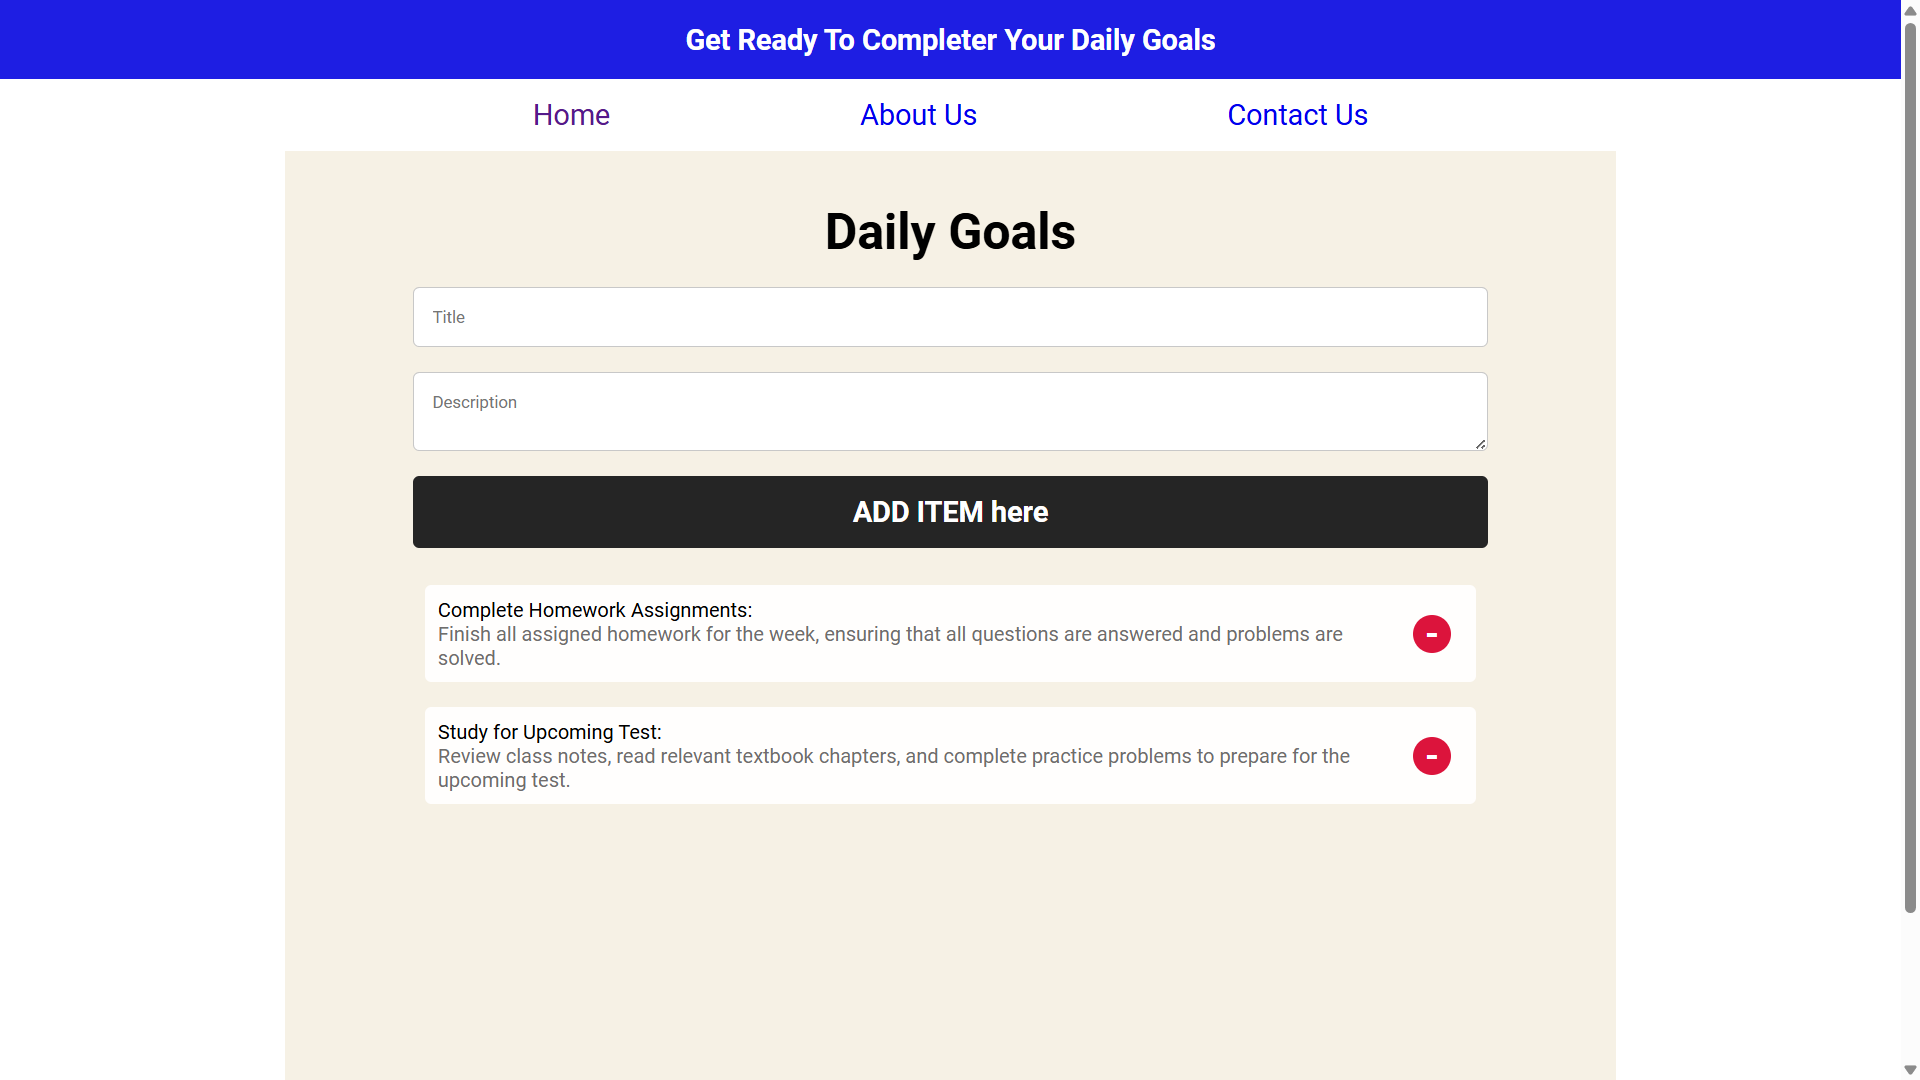 Get Ready To Completer Your Daily Goals
Home
About Us
Contact Us
Daily Goals
Title
Description
ADD ITEM here
Complete Homework Assignments:
Finish all assigned homework for the week, ensuring that all questions are answered and problems are
solved.
-
Study for Upcoming Test:
Review class notes, read relevant textbook chapters, and complete practice problems to prepare for the
upcoming test.
-